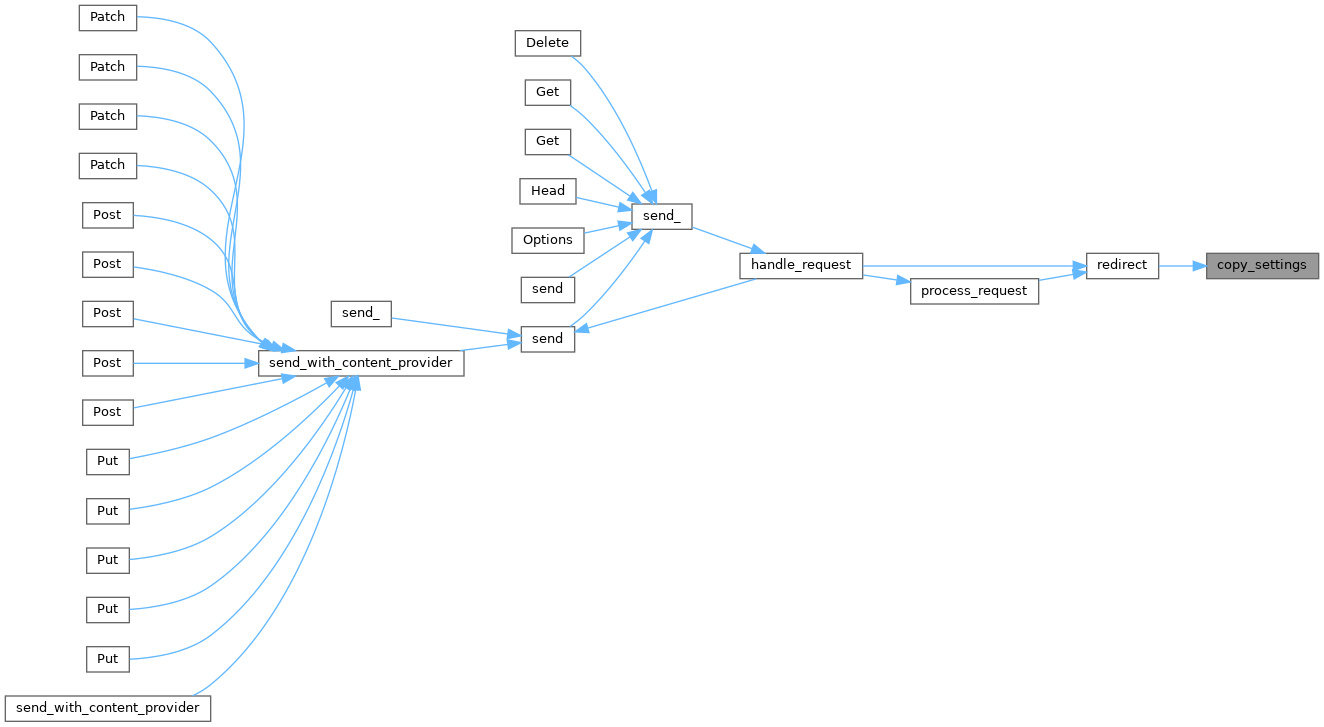 Patch
Patch
Patch
Patch
Post
Post
Post
Post
Post
Put
Put
Put
Put
Put
send_with_content_provider
send_
send_with_content_provider
Delete
Get
Get
Head
Options
send
send
send_
handle_request
process_request
redirect
copy_settings